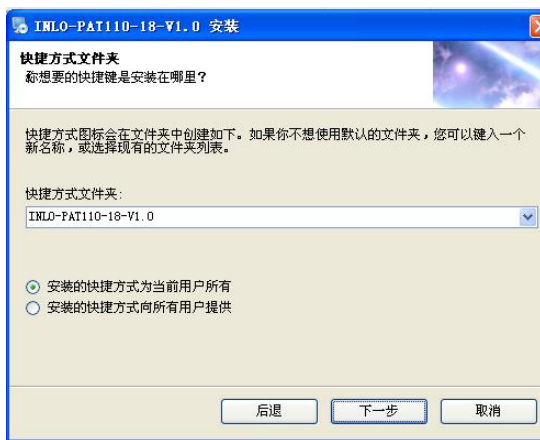 INLO-PAT110-18-V1.0 安装
快捷方式文件夹
你想要的快捷键是安装在哪里？
快捷方式图标会在文件夹中创建如下。如果你不想使用默认的文件夹，您可以键入一个
新名称，或选择现有的文件夹列表。
快捷方式文件夹:
INLO-PAT110-18-V1.0
安装的快捷方式为当前用户所有
安装的快捷方式向所有用户提供
后退
下一步
取消